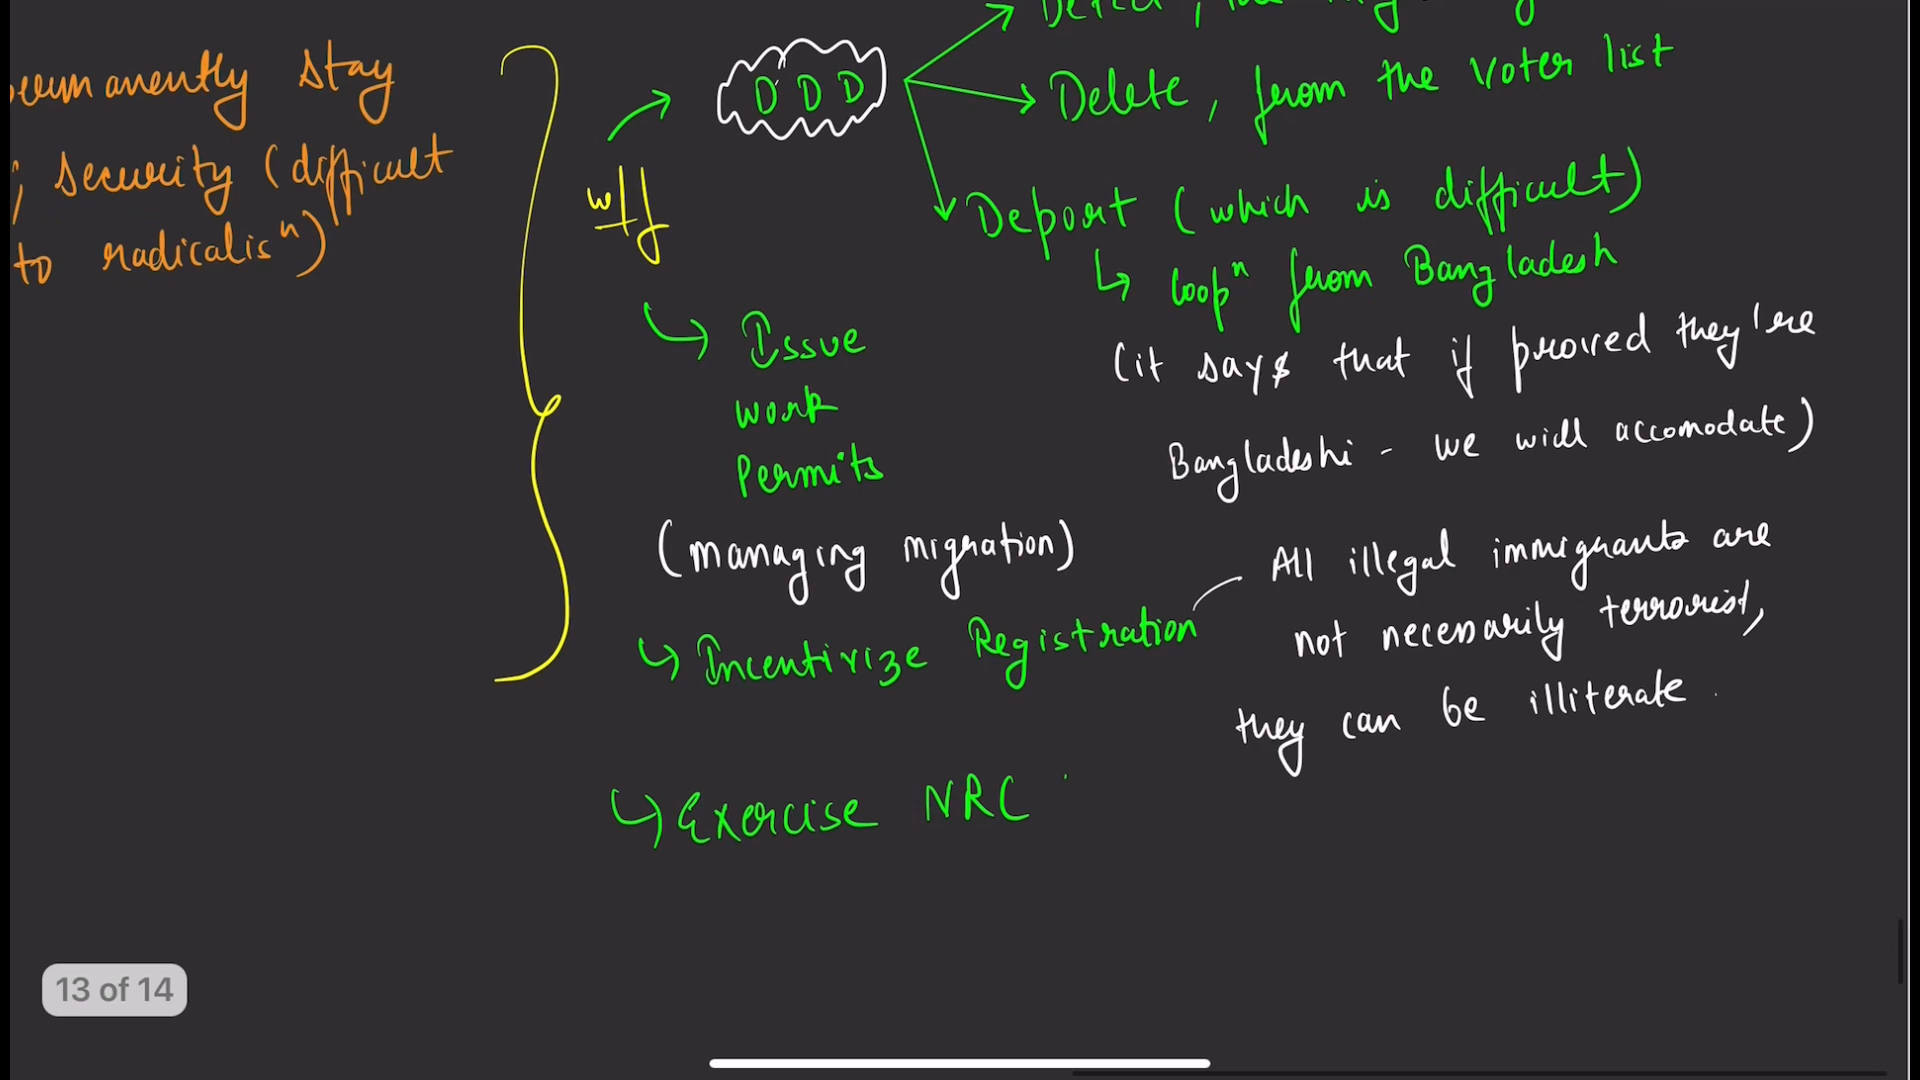 permanently stay
; security (difficult
to radicalisⁿ)
w/f
D D D
Delete, from the voter list
Deport (which is difficult)
↳ Coopⁿ from Bangladesh
(it says that if proved they're
Bangladeshi - we will accomodate)
Issue
Work
Permits
(managing migration)
↳ Incentivize Registration
All illegal immigrants are
not necessarily terrorist,
they can be illiterate.
↳ Exercise NRC
13 of 14